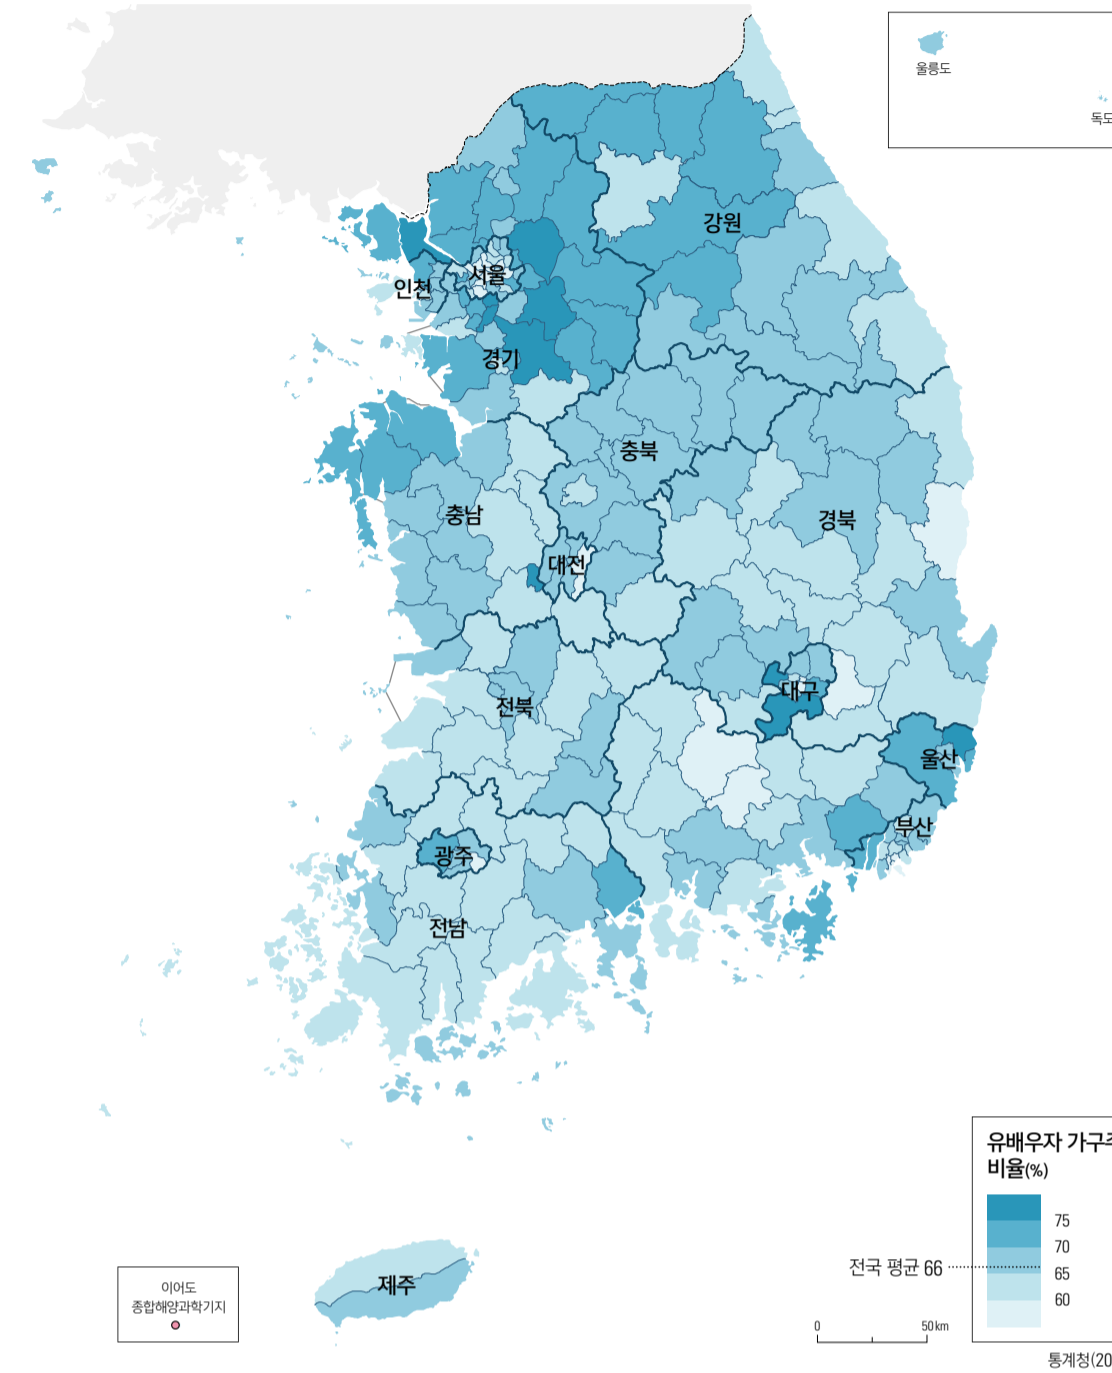 울릉도
독도
강원
서울
인천
경기
충북
충남
경북
대전
대구
전북
울산
부산
광주
전남
제주
이어도
종합해양과학기지
유배우자 가구주
비율(%)
75
70
전국 평균 66
65
60
0
50km
통계청(20